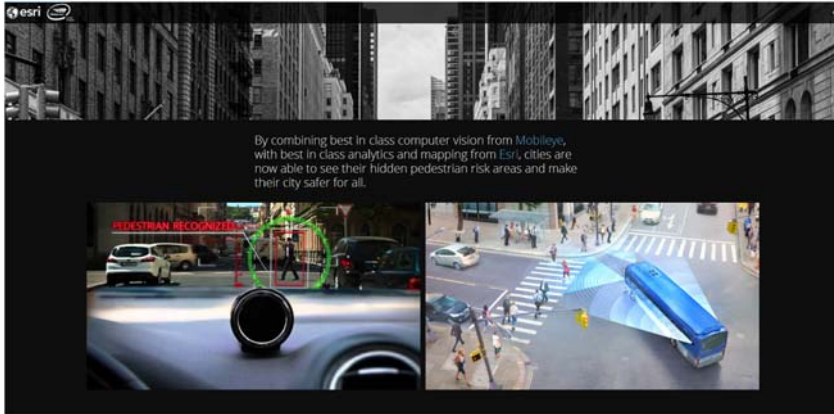 esri
By combining best in class computer vision from Mobileye,
with best in class analytics and mapping from Esri, cities are
now able to see their hidden pedestrian risk areas and make
their city safer for all.
PEDESTRIAN RECOGNIZED